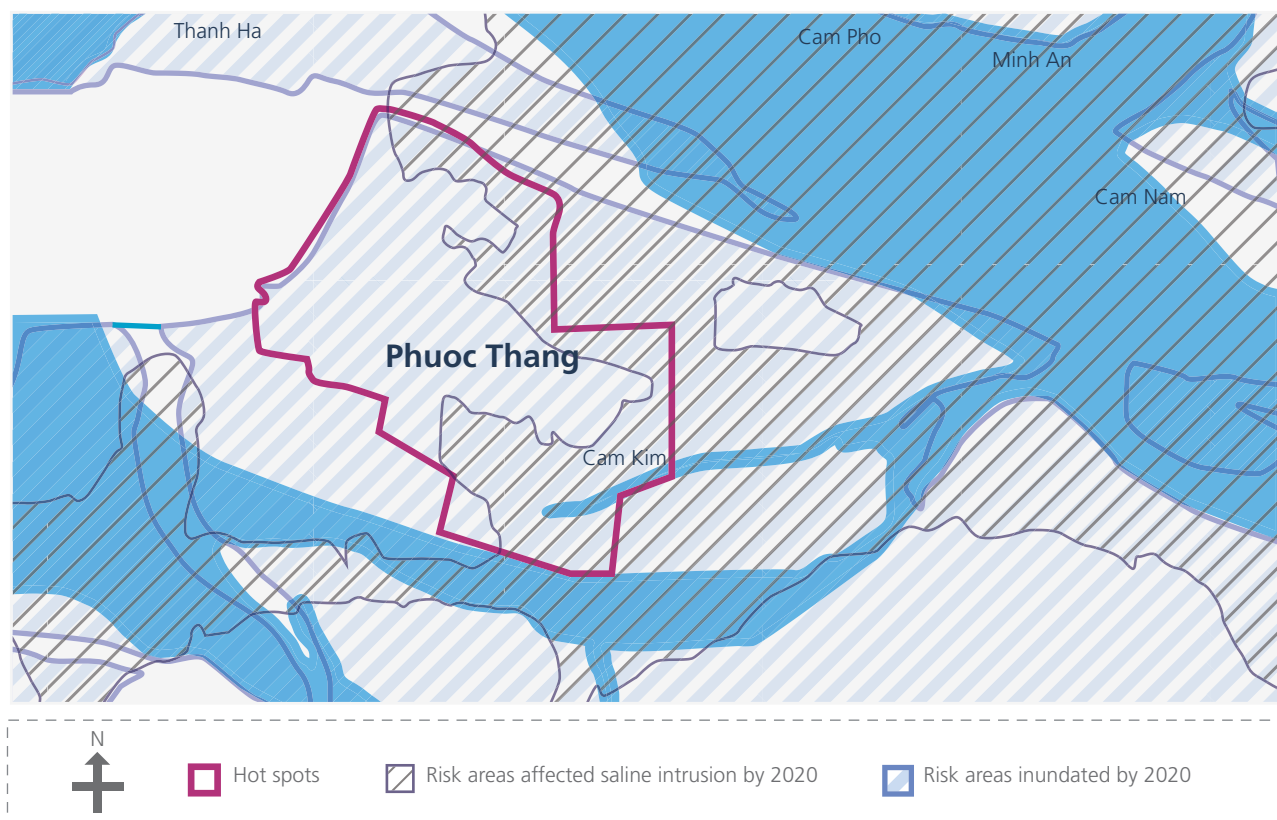 Thanh Ha
Cam Pho
Minh An
Cam Nam
Phuoc Thang
Cam Kim
N
Hot spots
Risk areas affected saline intrusion by 2020
Risk areas inundated by 2020